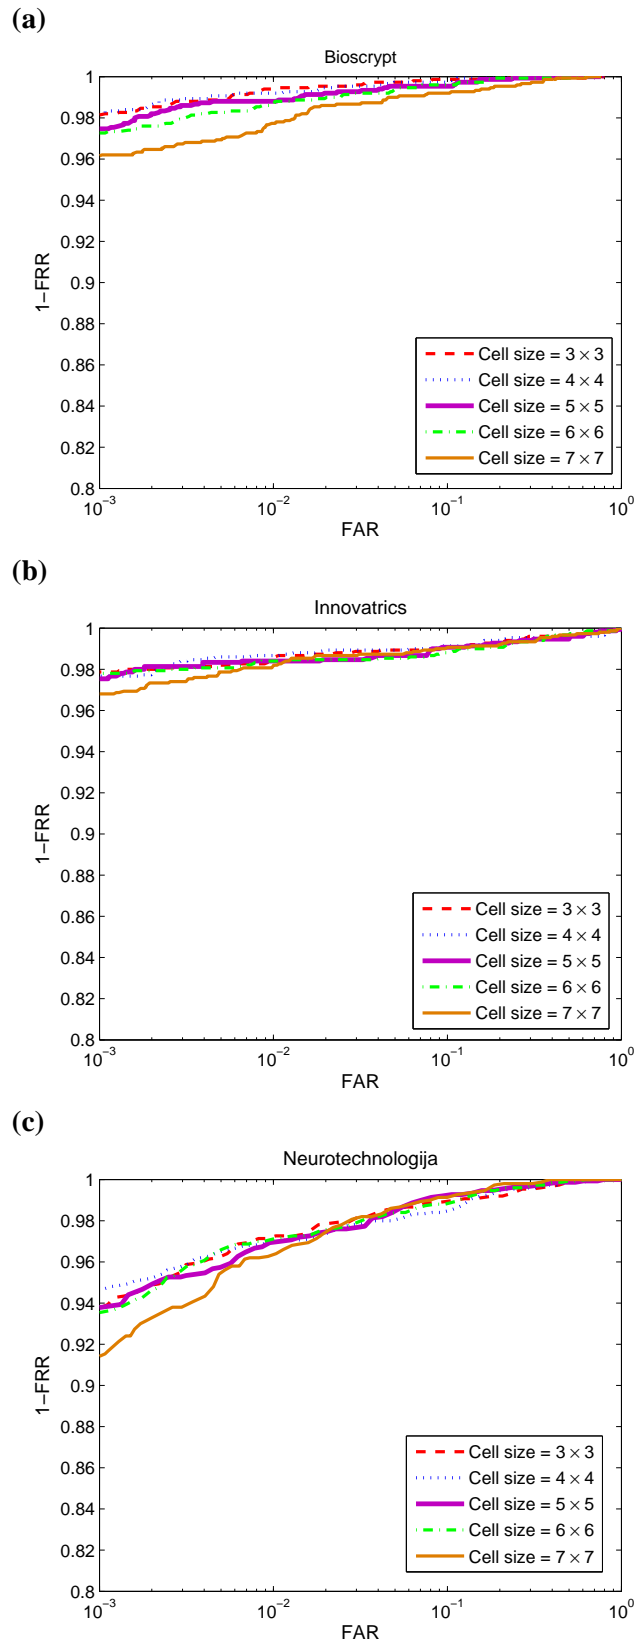 (a)
Bioscrypt
1
0.98
0.96
0.94
0.92
0.9
0.88
0.86
0.84
0.82
0.8
1−FRR
Cell size = 3 × 3
Cell size = 4 × 4
Cell size = 5 × 5
Cell size = 6 × 6
Cell size = 7 × 7
10⁻³ 10⁻² 10⁻¹ 10⁰
FAR
(b)
Innovatrics
1
0.98
0.96
0.94
0.92
0.9
0.88
0.86
0.84
0.82
0.8
1−FRR
Cell size = 3 × 3
Cell size = 4 × 4
Cell size = 5 × 5
Cell size = 6 × 6
Cell size = 7 × 7
10⁻³ 10⁻² 10⁻¹ 10⁰
FAR
(c)
Neurotechnologija
1
0.98
0.96
0.94
0.92
0.9
0.88
0.86
0.84
0.82
0.8
1−FRR
Cell size = 3 × 3
Cell size = 4 × 4
Cell size = 5 × 5
Cell size = 6 × 6
Cell size = 7 × 7
10⁻³ 10⁻² 10⁻¹ 10⁰
FAR